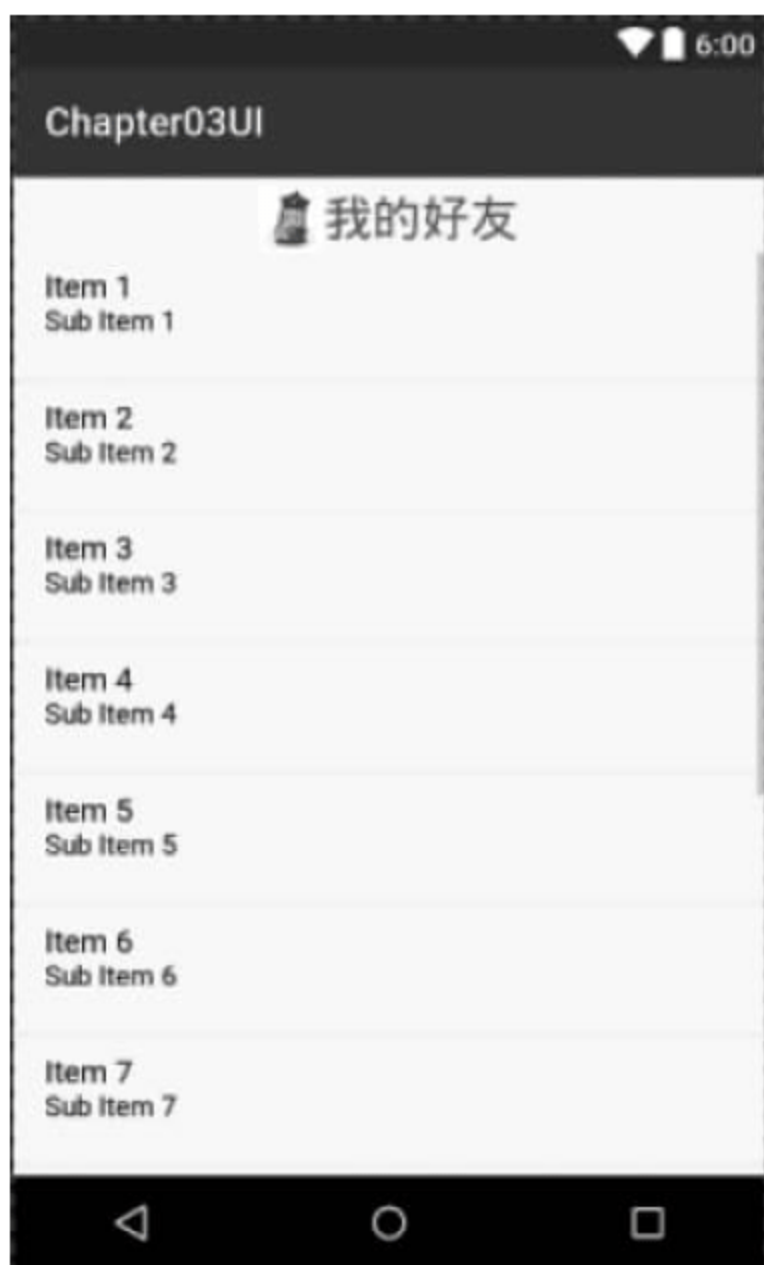 6:00
Chapter03UI
我的好友
Item 1
Sub Item 1
Item 2
Sub Item 2
Item 3
Sub Item 3
Item 4
Sub Item 4
Item 5
Sub Item 5
Item 6
Sub Item 6
Item 7
Sub Item 7